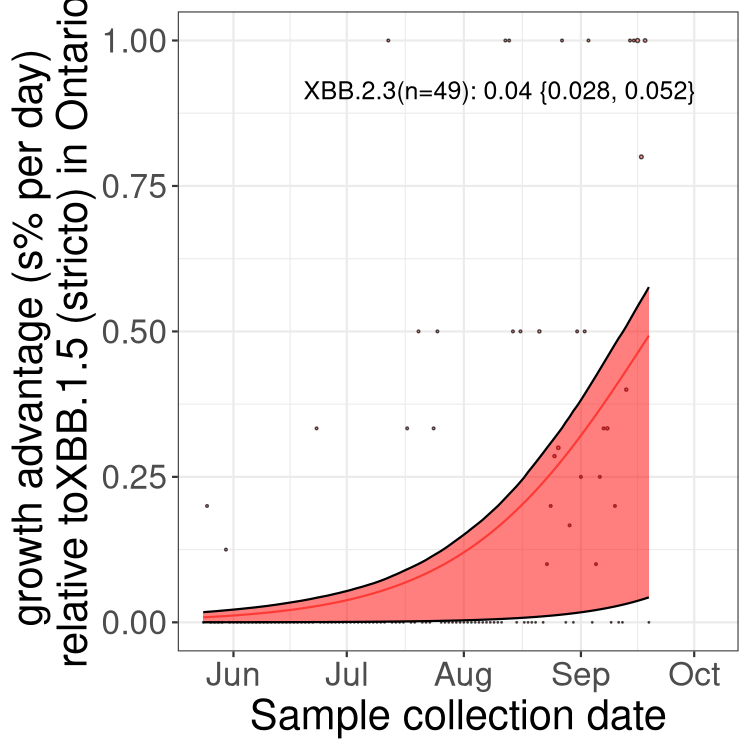 growth advantage (s% per day)
relative toXBB.1.5 (stricto) in Ontario
1.00
0.75
0.50
0.25
0.00
XBB.2.3(n=49): 0.04 {0.028, 0.052}
Jun Jul Aug Sep Oct
Sample collection date